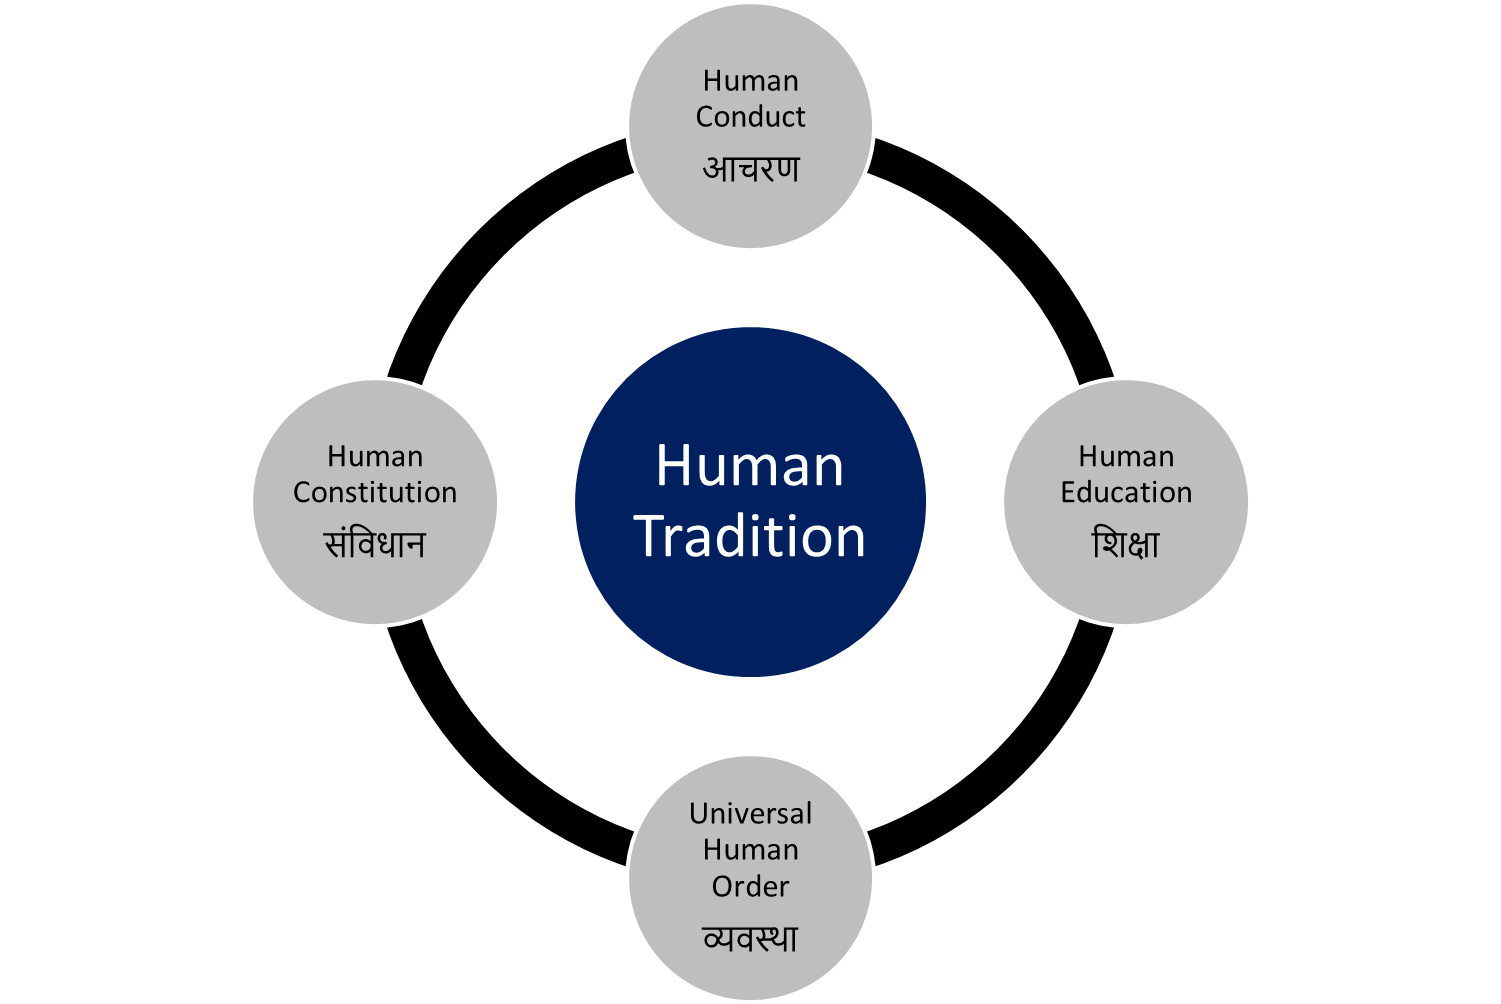 Human
Conduct
आचरण
Human
Constitution
संविधान
Human
Tradition
Human
Education
शिक्षा
Universal
Human
Order
व्यवस्था